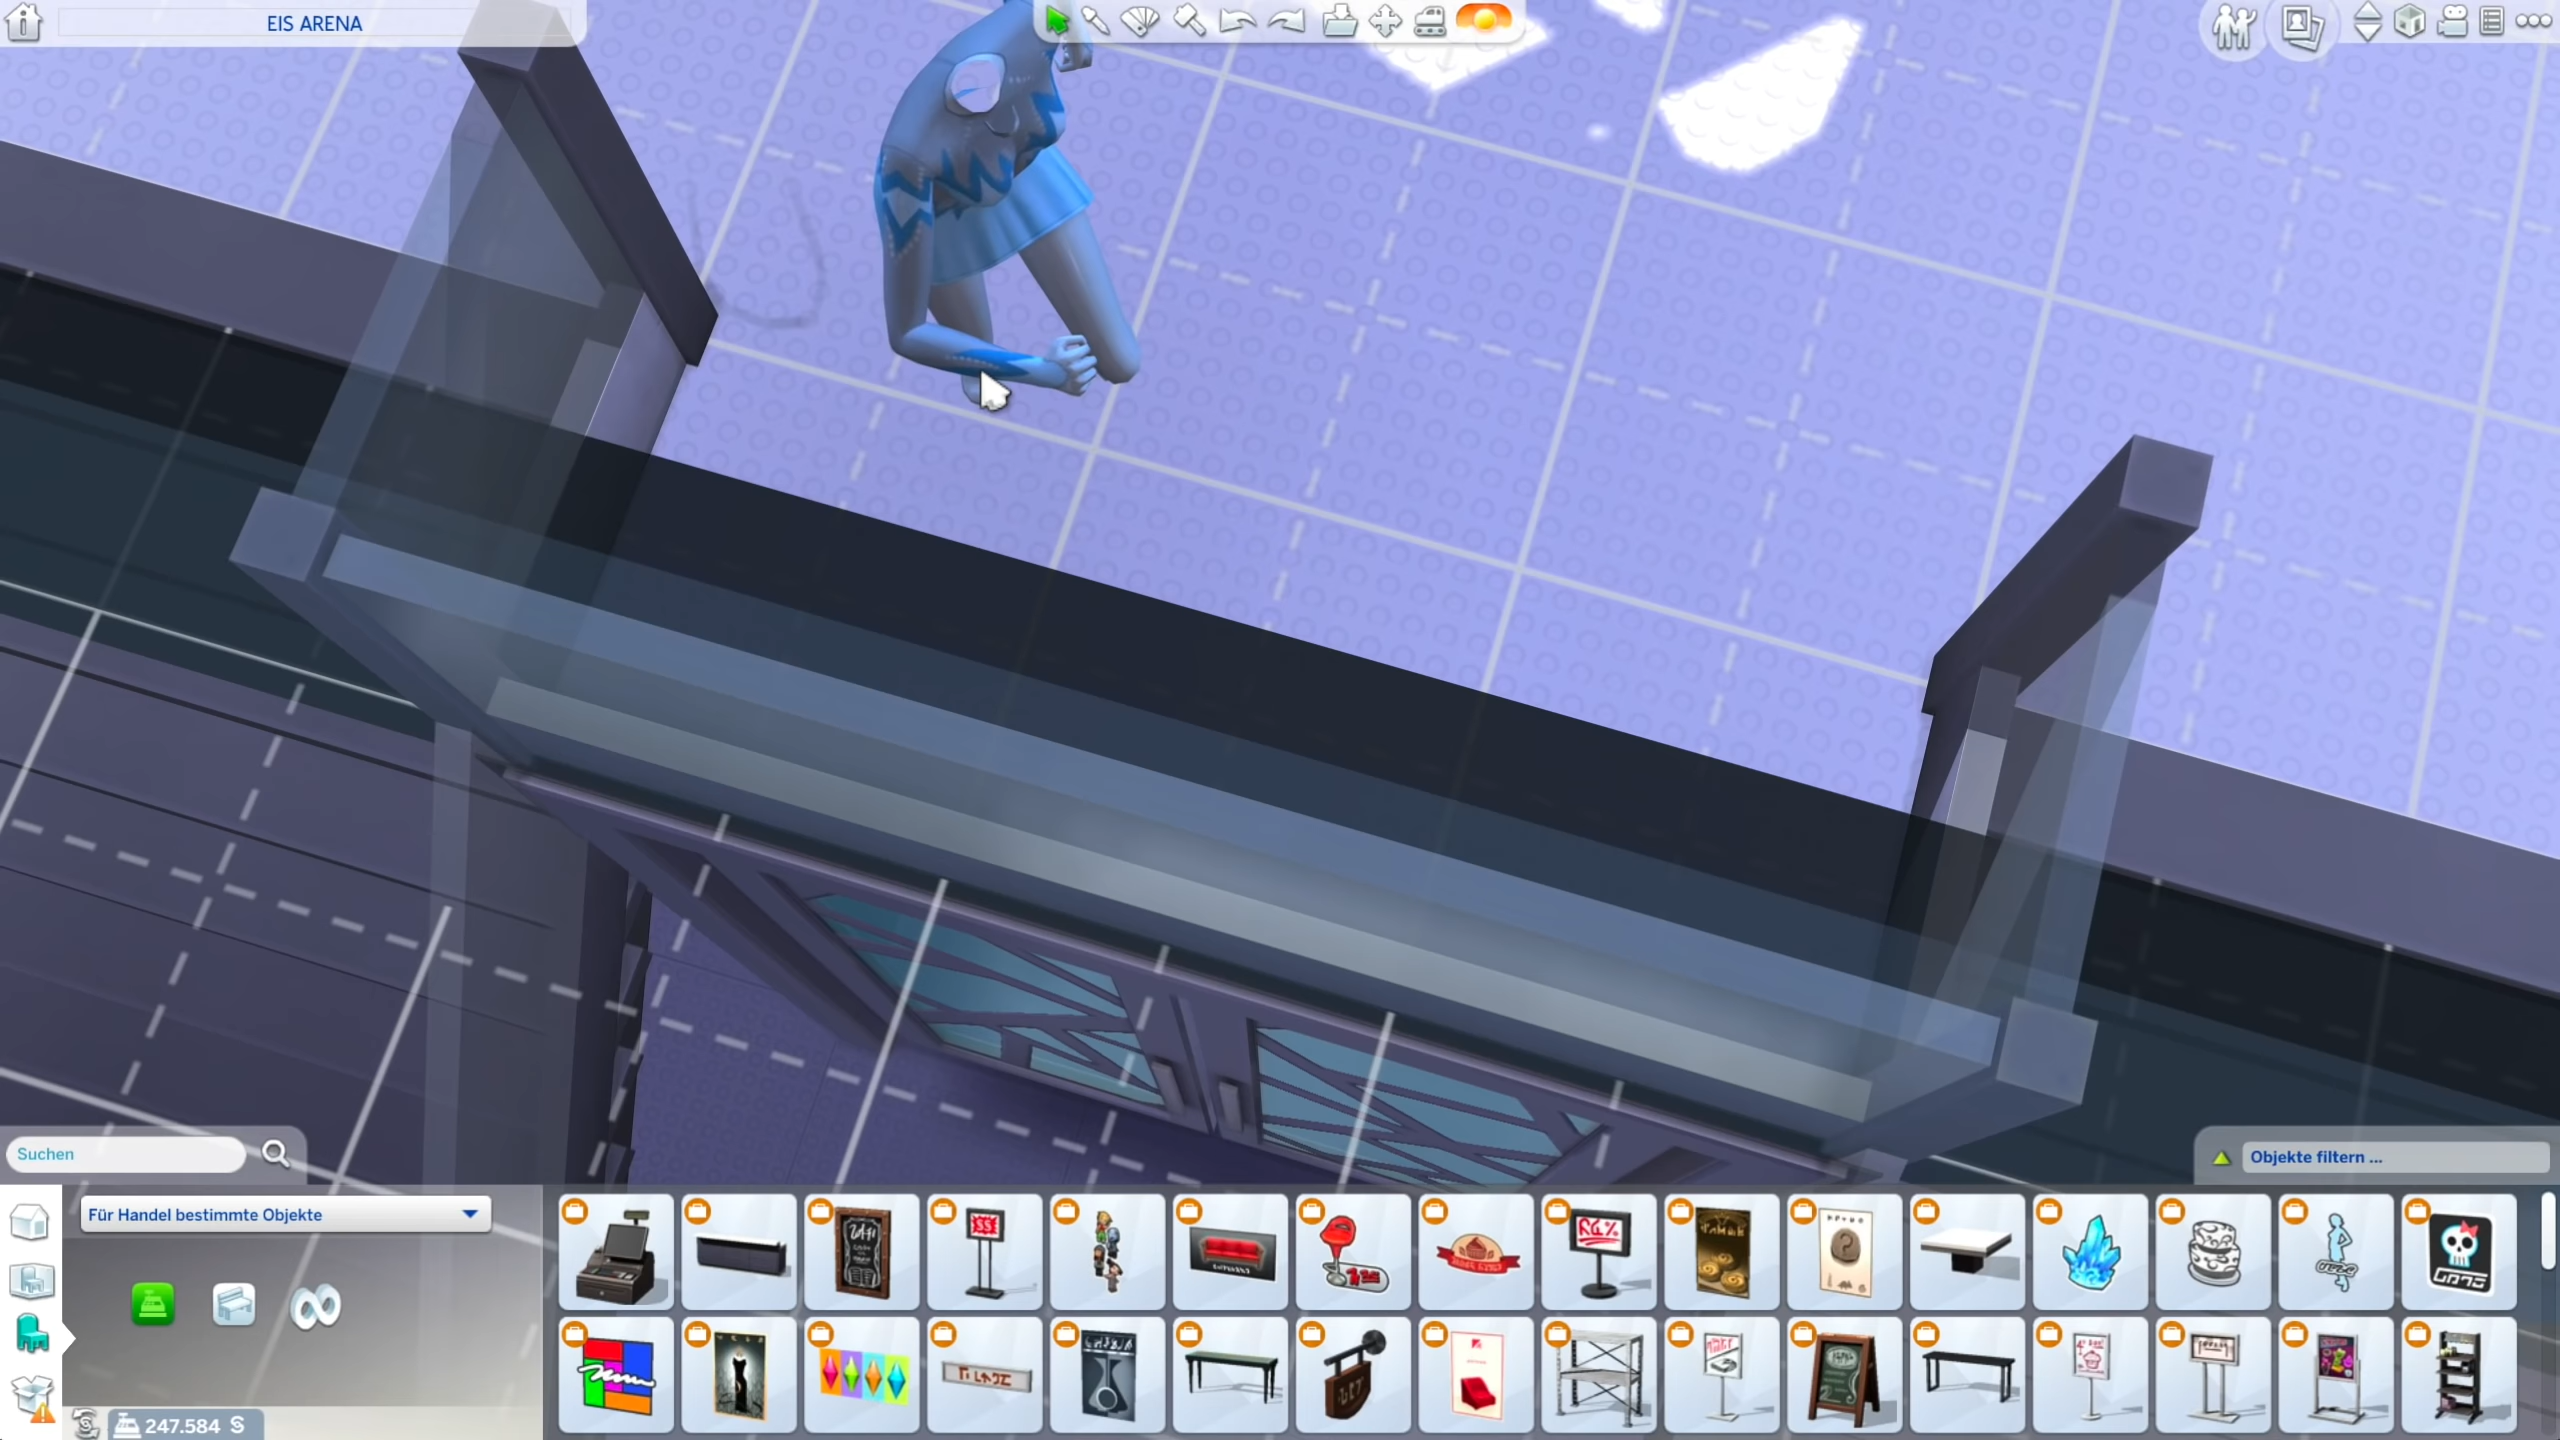 EIS ARENA
Suchen
Objekte filtern ...
Für Handel bestimmte Objekte
247.584 S